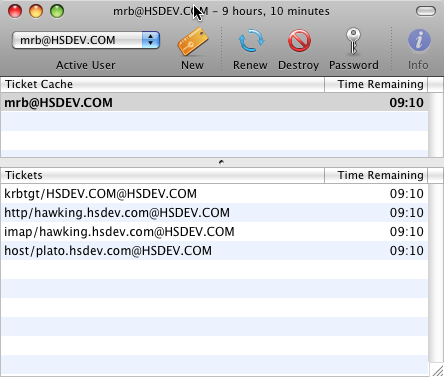 mrb@HSDEV.COM – 9 hours, 10 minutes
mrb@HSDEV.COM
Active User New Renew Destroy Password Info
Ticket Cache Time Remaining
mrb@HSDEV.COM 09:10
Tickets Time Remaining
krbtgt/HSDEV.COM@HSDEV.COM 09:10
http/hawking.hsdev.com@HSDEV.COM 09:10
imap/hawking.hsdev.com@HSDEV.COM 09:10
host/plato.hsdev.com@HSDEV.COM 09:10